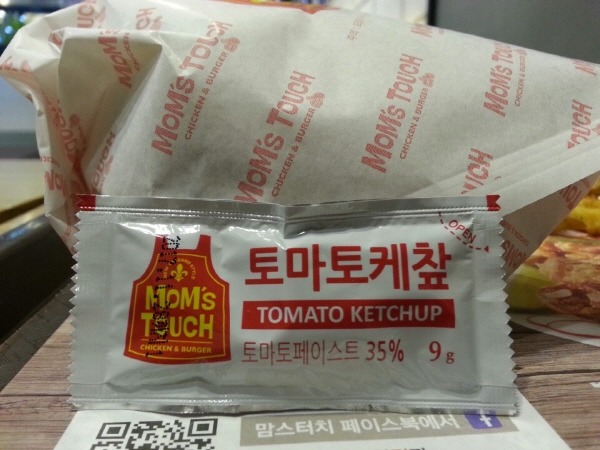 MOM'S TOUCH
CHICKEN & BURGER
MOM'S TOUCH
CHICKEN & BURGER
MOM'S TOUCH
CHICKEN & BURGER
MOM'S TOUCH
CHICKEN & BURGER
MOM'S TOUCH
OPEN
MOM'S
TOUCH
CHICKEN & BURGER
토마토케찲
TOMATO KETCHUP
토마토페이스트 35% 9g
맘스터치 페이스북에서 f